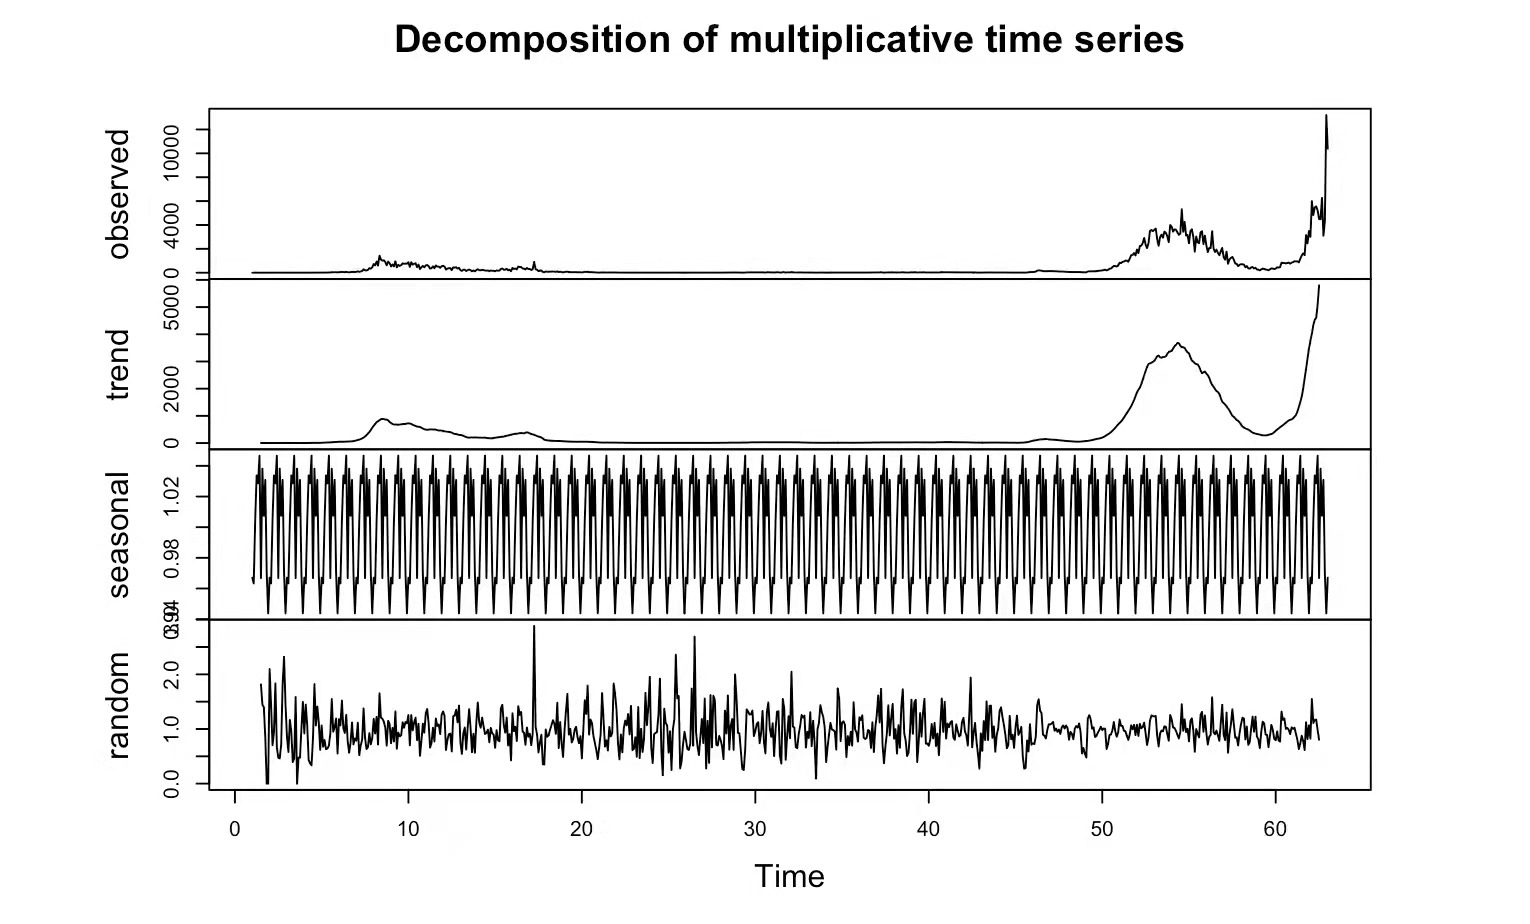 Decomposition of multiplicative time series
observed
0 4000 10000
trend
0 2000 5000
seasonal
0.98 1.02
random
0.0 1.0 2.0
0 10 20 30 40 50 60
Time